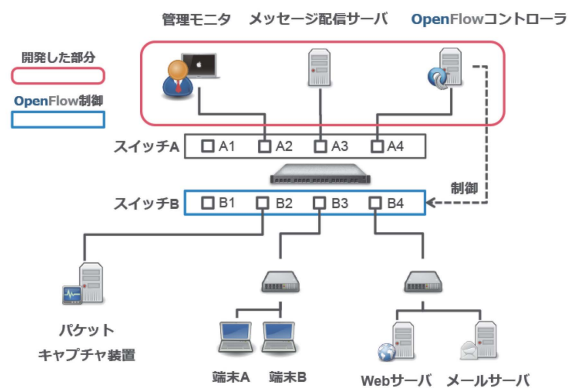 管理モニタ メッセージ配信サーバ OpenFlowコントローラ
開発した部分
OpenFlow制御
スイッチA A1 A2 A3 A4
制御
スイッチB B1 B2 B3 B4
パケット
キャプチャ装置
端末A 端末B
Webサーバ メールサーバ